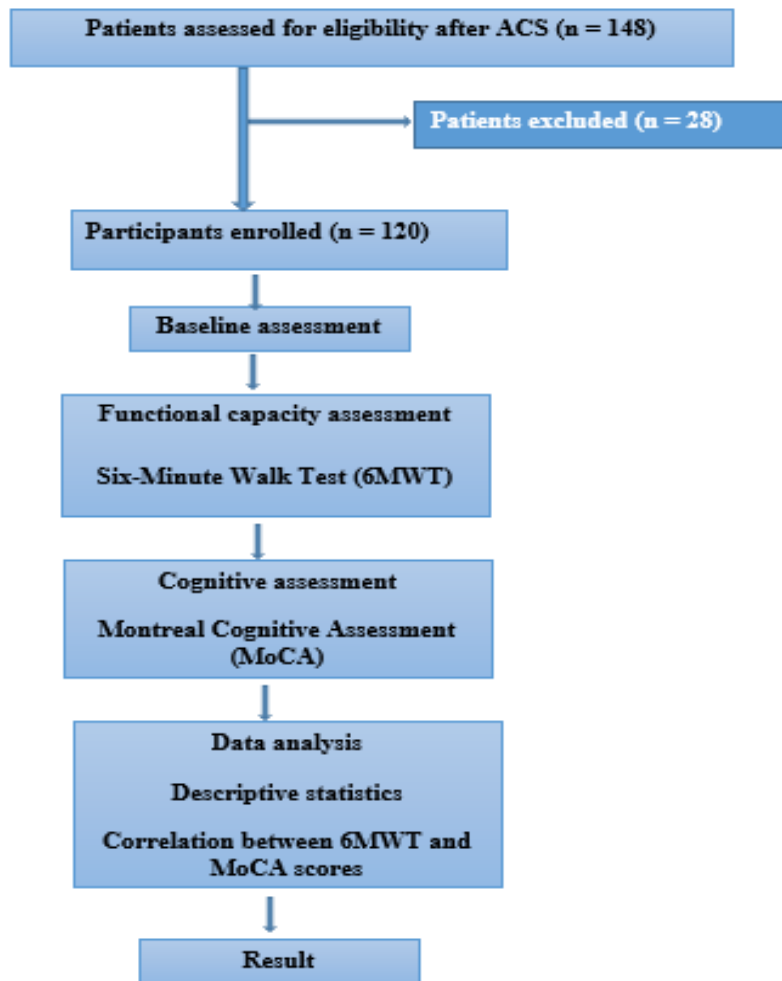 Patients assessed for eligibility after ACS (n = 148)
Patients excluded (n = 28)
Participants enrolled (n = 120)
Baseline assessment
Functional capacity assessment
Six-Minute Walk Test (6MWT)
Cognitive assessment
Montreal Cognitive Assessment
(MoCA)
Data analysis
Descriptive statistics
Correlation between 6MWT and
MoCA scores
Result